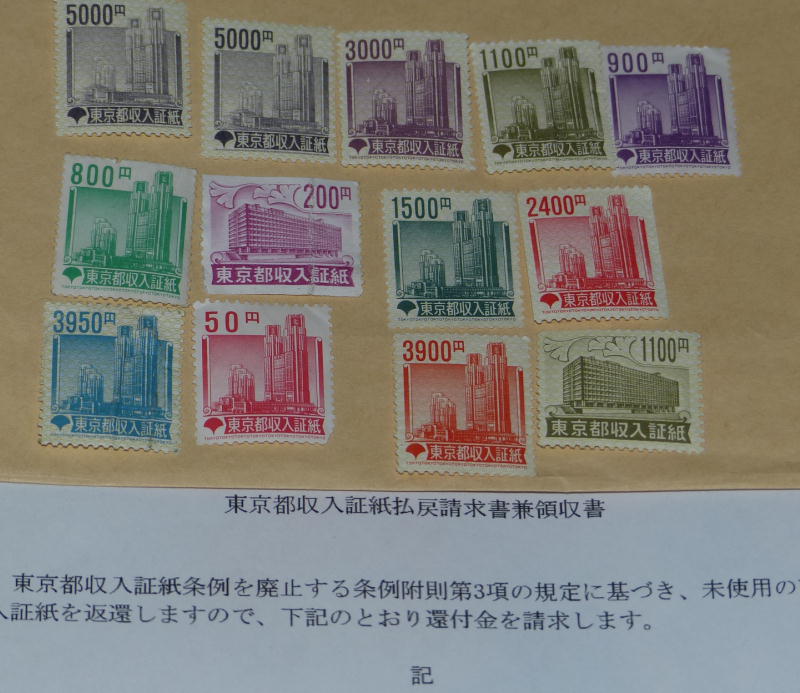 5000円
東京都収入証紙
5000円
東京都収入証紙
3000円
東京都収入証紙
1100円
東京都収入証紙
900円
東京都収入証紙
800円
東京都収入証紙
200円
東京都収入証紙
1500円
東京都収入証紙
2400円
東京都収入証紙
3950円
東京都収入証紙
50円
東京都収入証紙
3900円
東京都収入証紙
1100円
東京都収入証紙
東京都収入証紙払戻請求書兼領収書
東京都収入証紙条例を廃止する条例附則第3項の規定に基づき、未使用の
入証紙を返還しますので、下記のとおり還付金を請求します。
記